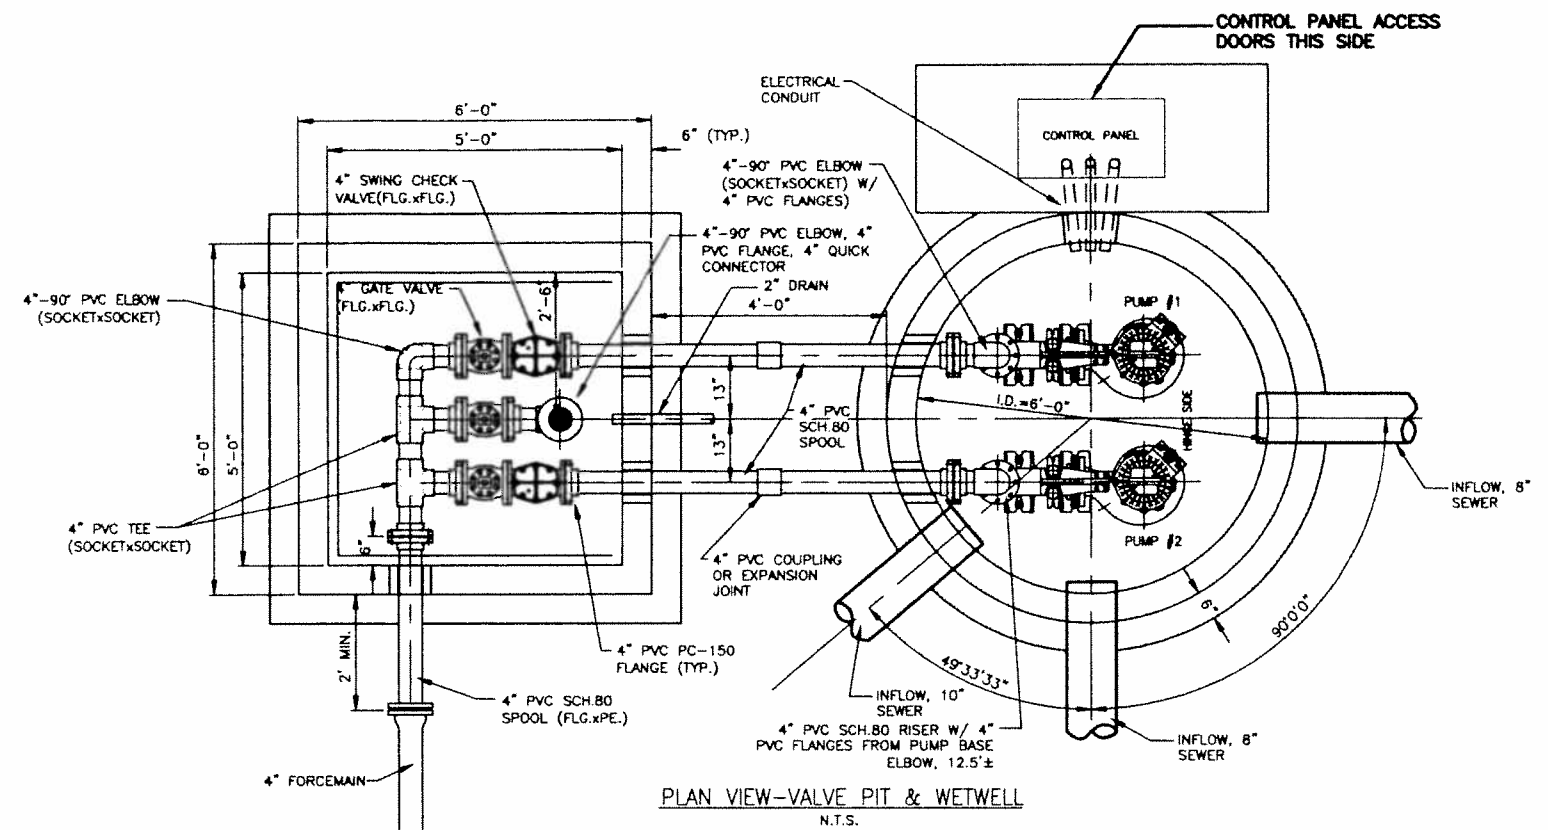 CONTROL PANEL ACCESS
DOORS THIS SIDE
ELECTRICAL
CONDUIT
CONTROL PANEL
6'-0"
5'-0"
6" (TYP.)
4" SWING CHECK
VALVE(FLG.xFLG.)
4"-90° PVC ELBOW
(SOCKETxSOCKET) W/
4" PVC FLANGES)
4"-90° PVC ELBOW, 4"
PVC FLANGE, 4" QUICK
CONNECTOR
2" DRAIN
4'-0"
4" GATE VALVE
(FLG.xFLG.)
2'-6"
4"-90° PVC ELBOW
(SOCKETxSOCKET)
PUMP #1
13"
4" PVC
SCH.80
SPOOL
I.D.=6'-0"
HINGE SIDE
13"
6'-0"
5'-0"
INFLOW, 8"
SEWER
4" PVC TEE
(SOCKETxSOCKET)
6"
PUMP #2
4" PVC COUPLING
OR EXPANSION
JOINT
6"
90°0'0"
2' MIN.
4" PVC PC-150
FLANGE (TYP.)
49°33'33"
4" PVC SCH.80
SPOOL (FLG.xPE.)
INFLOW, 10"
SEWER
4" PVC SCH.80 RISER W/ 4"
PVC FLANGES FROM PUMP BASE
ELBOW, 12.5'±
INFLOW, 8"
SEWER
4" FORCEMAIN
PLAN VIEW-VALVE PIT & WETWELL
N.T.S.